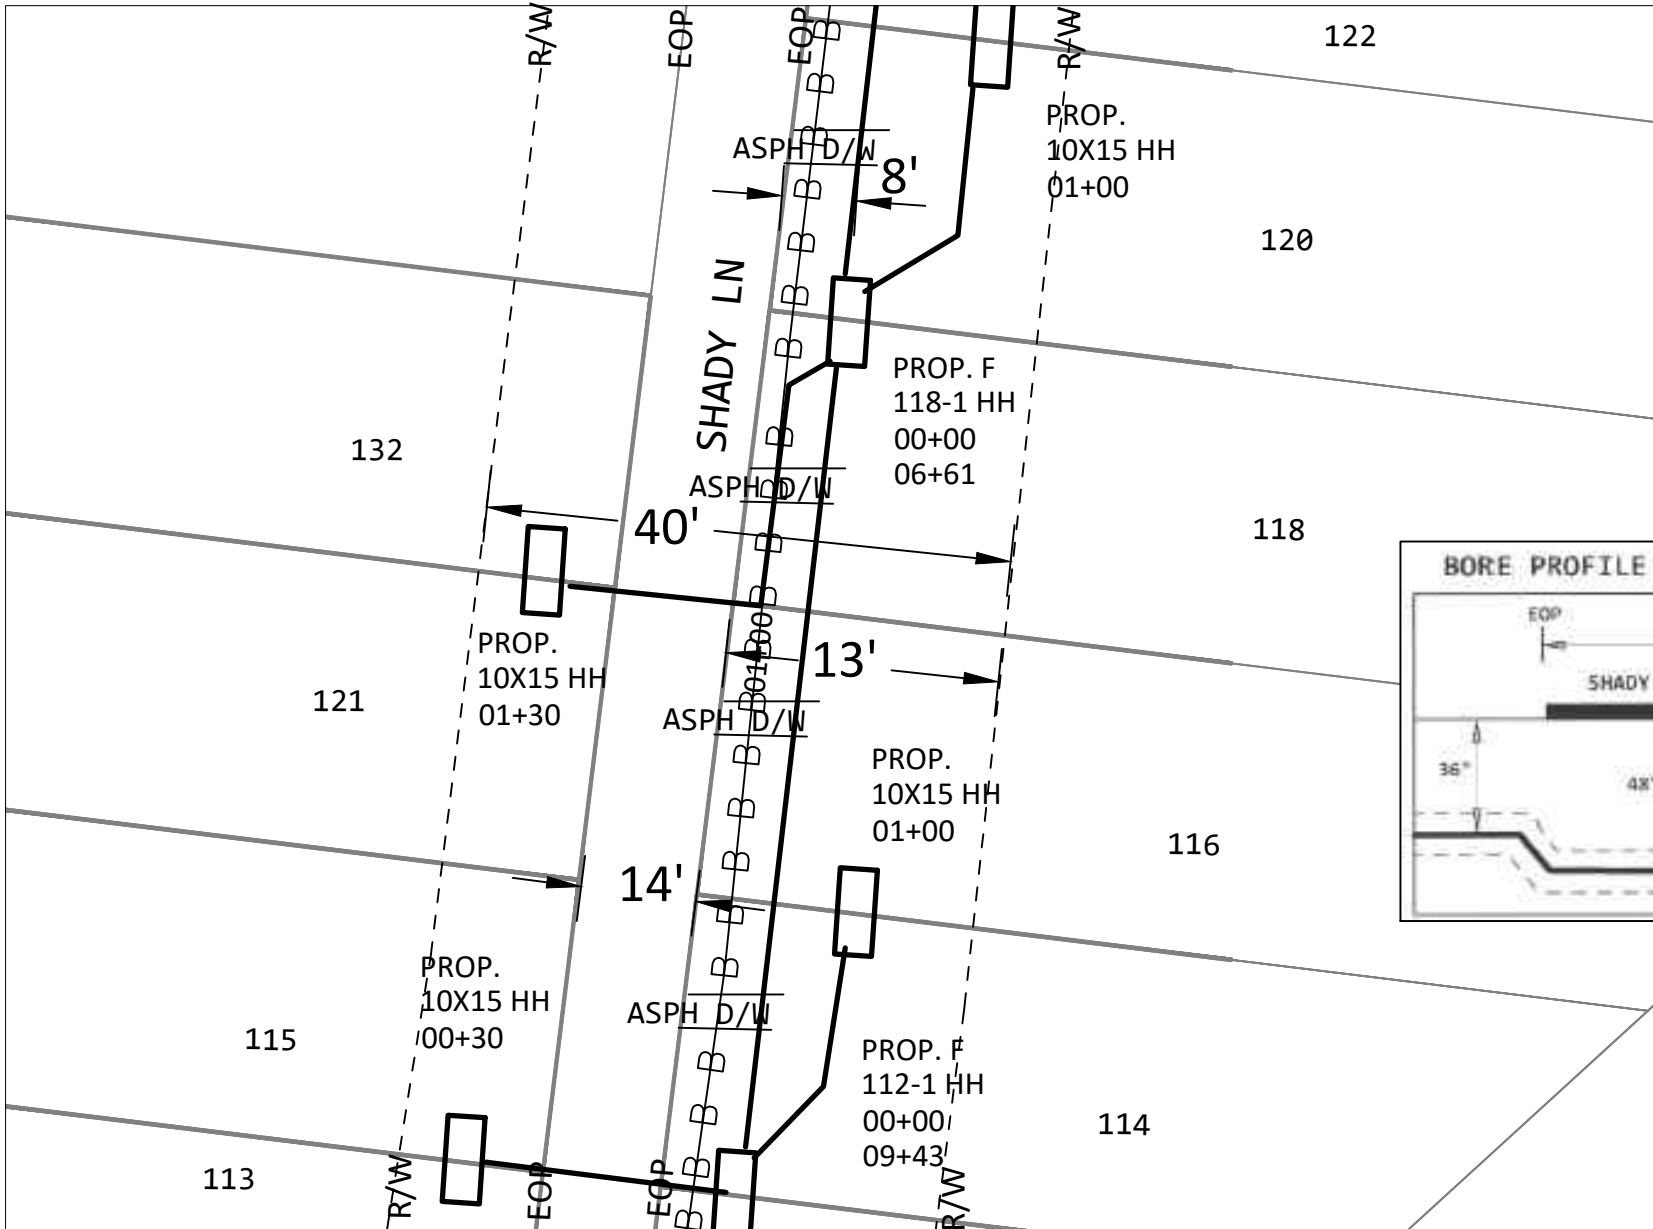 R/W
EOP
EOP
R/W
122
B
B
PROP.
10X15 HH
01+00
B
ASPH D/W
8'
B
B
120
B
SHADY LN
B
PROP. F
118-1 HH
00+00
06+61
B
132
ASPH D/W
B
40'
118
B
B
BORE PROFILE
EOP
SHADY
36"
PROP.
10X15 HH
01+30
01+00
B
13'
121
B
ASPH D/W
B
PROP.
10X15 HH
01+00
B
116
B
14'
B
PROP.
10X15 HH
00+30
B
ASPH D/W
115
B
PROP. F
112-1 HH
00+00
09+43
B
114
B
113
R/W
EOP
EOP
B
R/W